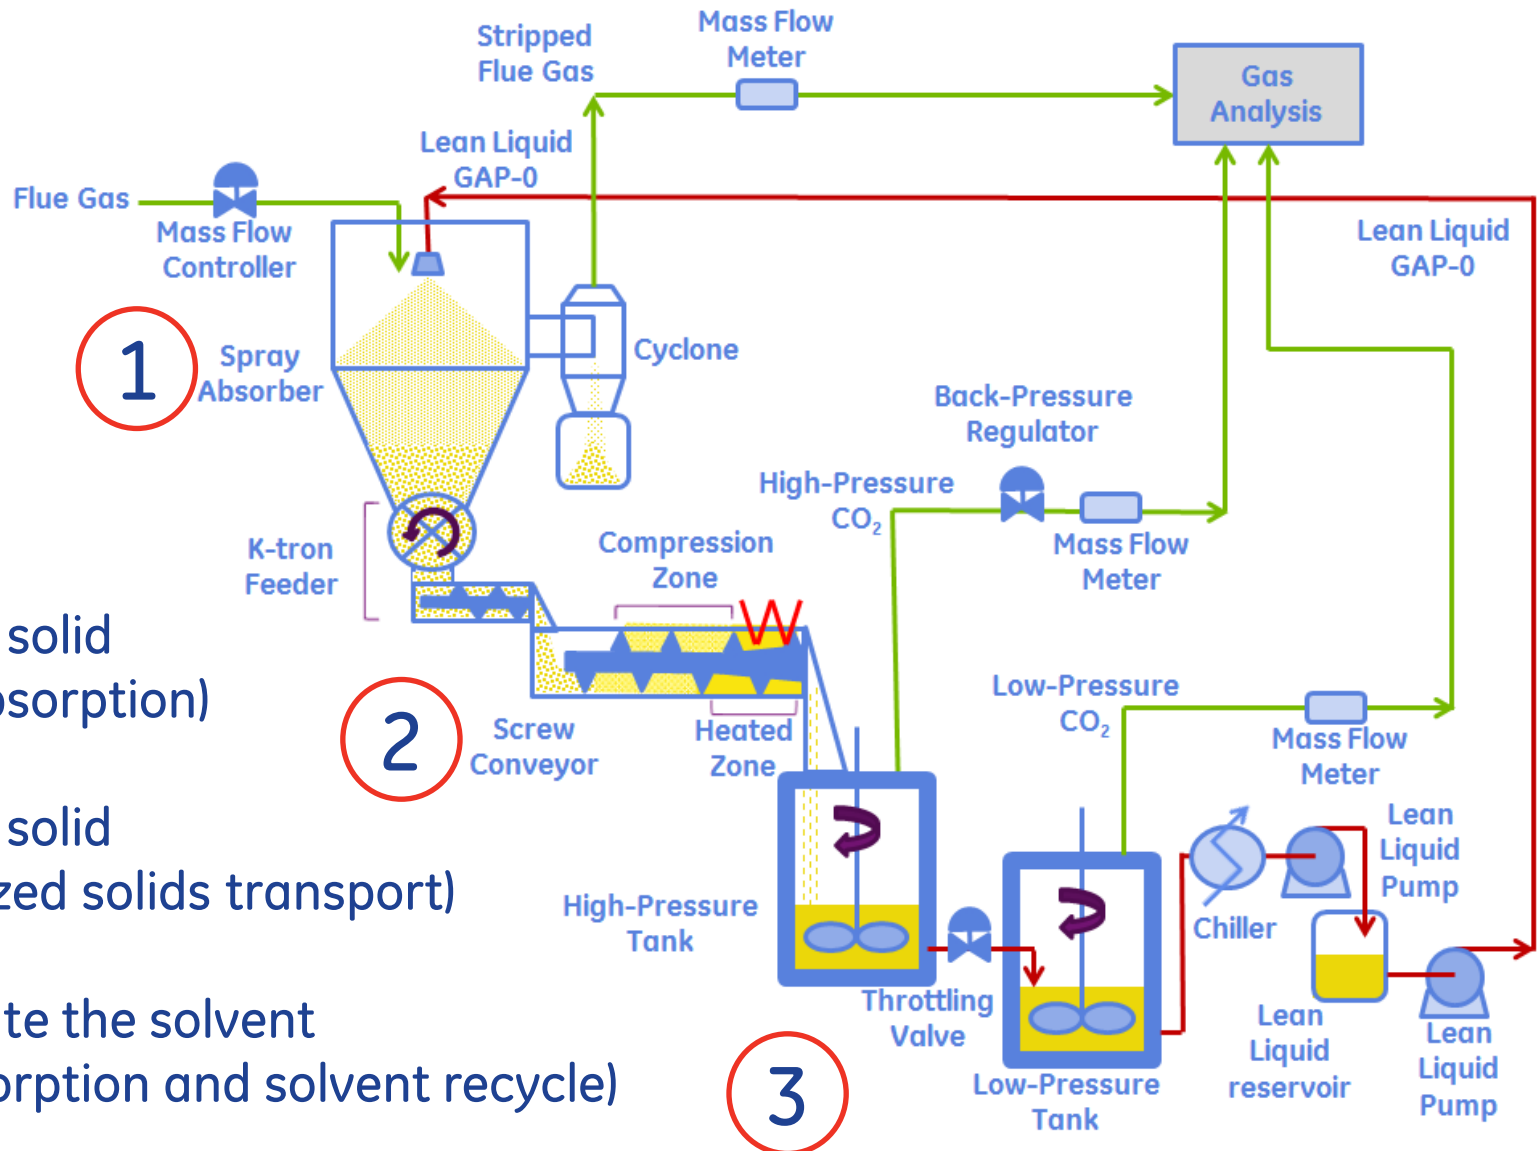 Stripped
Flue Gas
Mass Flow
Meter
Gas
Analysis
Lean Liquid
GAP-0
Flue Gas
Mass Flow
Controller
Lean Liquid
GAP-0
1
Spray
Absorber
Cyclone
Back-Pressure
Regulator
High-Pressure
CO₂
Mass Flow
Meter
K-tron
Feeder
Compression
Zone
solid
2
Screw
Conveyor
Heated
Zone
Low-Pressure
CO₂
Mass Flow
Meter
solid
zed solids transport)
High-Pressure
Tank
Chiller
Lean
Liquid
Pump
Throttling
Valve
the solvent
orption and solvent recycle)
3
Low-Pressure
Tank
Lean
Liquid
reservoir
Lean
Liquid
Pump